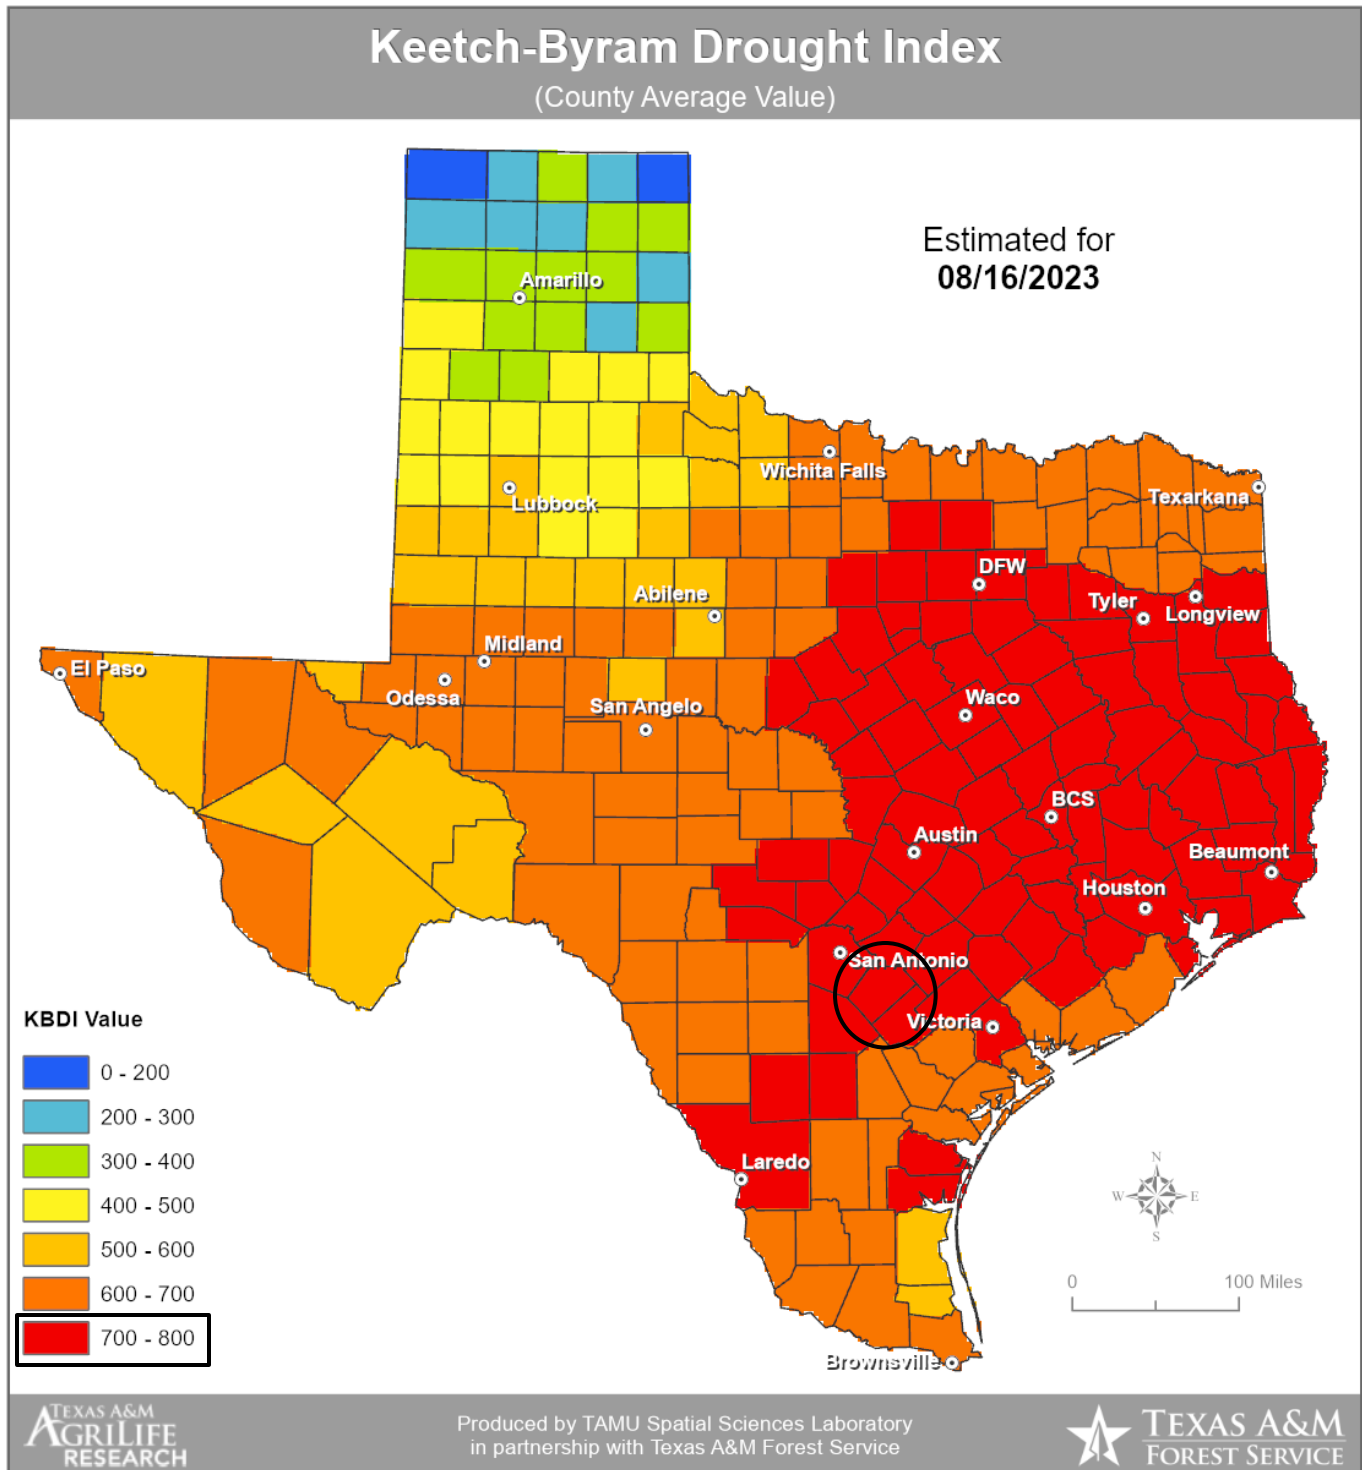 Keetch-Byram Drought Index
(County Average Value)
Estimated for
08/16/2023
Amarillo
Wichita Falls
Lubbock
Texarkana
DFW
Abilene
Tyler
Longview
Midland
El Paso
Odessa
San Angelo
Waco
BCS
Austin
Beaumont
Houston
San Antonio
Victoria
Laredo
Brownsville
KBDI Value
0 - 200
200 - 300
300 - 400
400 - 500
500 - 600
600 - 700
700 - 800
N
W E
S
0 100 Miles
TEXAS A&M
AGRILIFE
RESEARCH
Produced by TAMU Spatial Sciences Laboratory
in partnership with Texas A&M Forest Service
TEXAS A&M
FOREST SERVICE